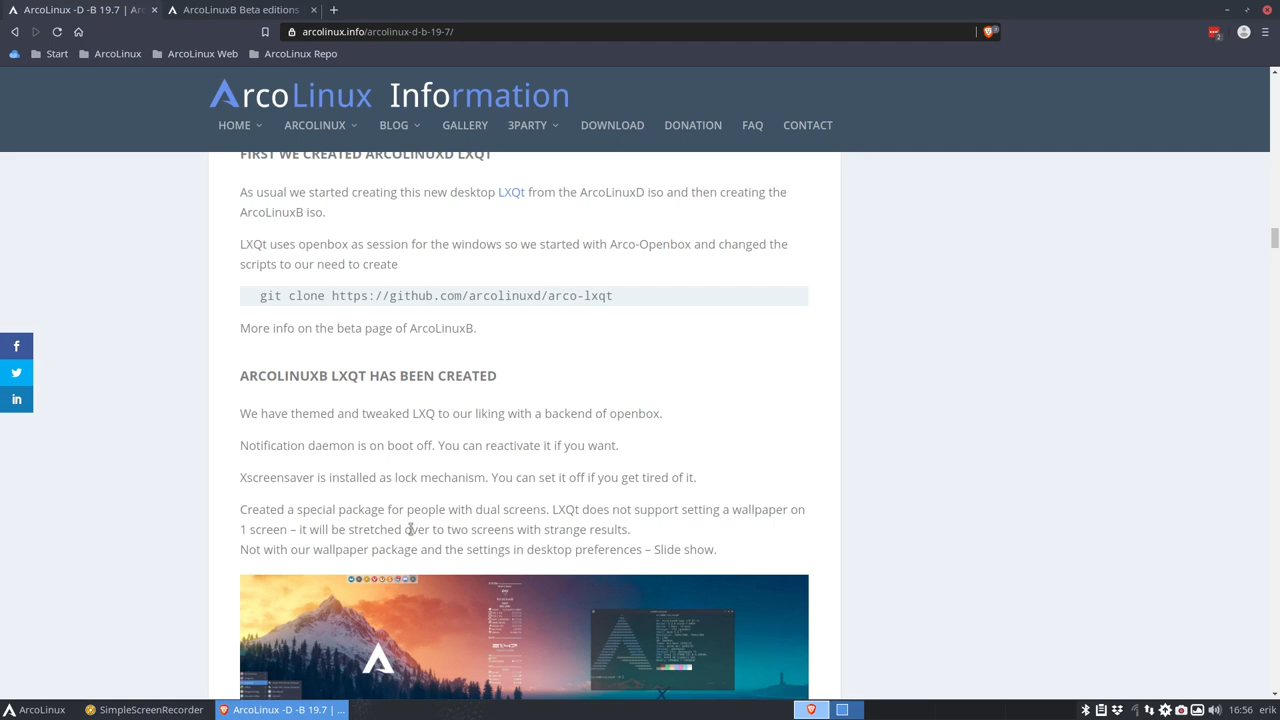 ArcoLinux -D -B 19.7 | Arc
ArcoLinuxB Beta editions
arcolinux.info/arcolinux-d-b-19-7/
Start
ArcoLinux
ArcoLinux Web
ArcoLinux Repo
ArcoLinux Information
HOME
ARCOLINUX
BLOG
GALLERY
3PARTY
DOWNLOAD
DONATION
FAQ
CONTACT
FIRST WE CREATED ARCOLINUXD LXQT
As usual we started creating this new desktop LXQt from the ArcoLinuxD iso and then creating the
ArcoLinuxB iso.
LXQt uses openbox as session for the windows so we started with Arco-Openbox and changed the
scripts to our need to create
git clone https://github.com/arcolinuxd/arco-lxqt
More info on the beta page of ArcoLinuxB.
ARCOLINUXB LXQT HAS BEEN CREATED
We have themed and tweaked LXQ to our liking with a backend of openbox.
Notification daemon is on boot off. You can reactivate it if you want.
Xscreensaver is installed as lock mechanism. You can set it off if you get tired of it.
Created a special package for people with dual screens. LXQt does not support setting a wallpaper on
1 screen – it will be stretched over to two screens with strange results.
Not with our wallpaper package and the settings in desktop preferences – Slide show.
ArcoLinux
SimpleScreenRecorder
ArcoLinux -D -B 19.7 | ...
16:56
erik